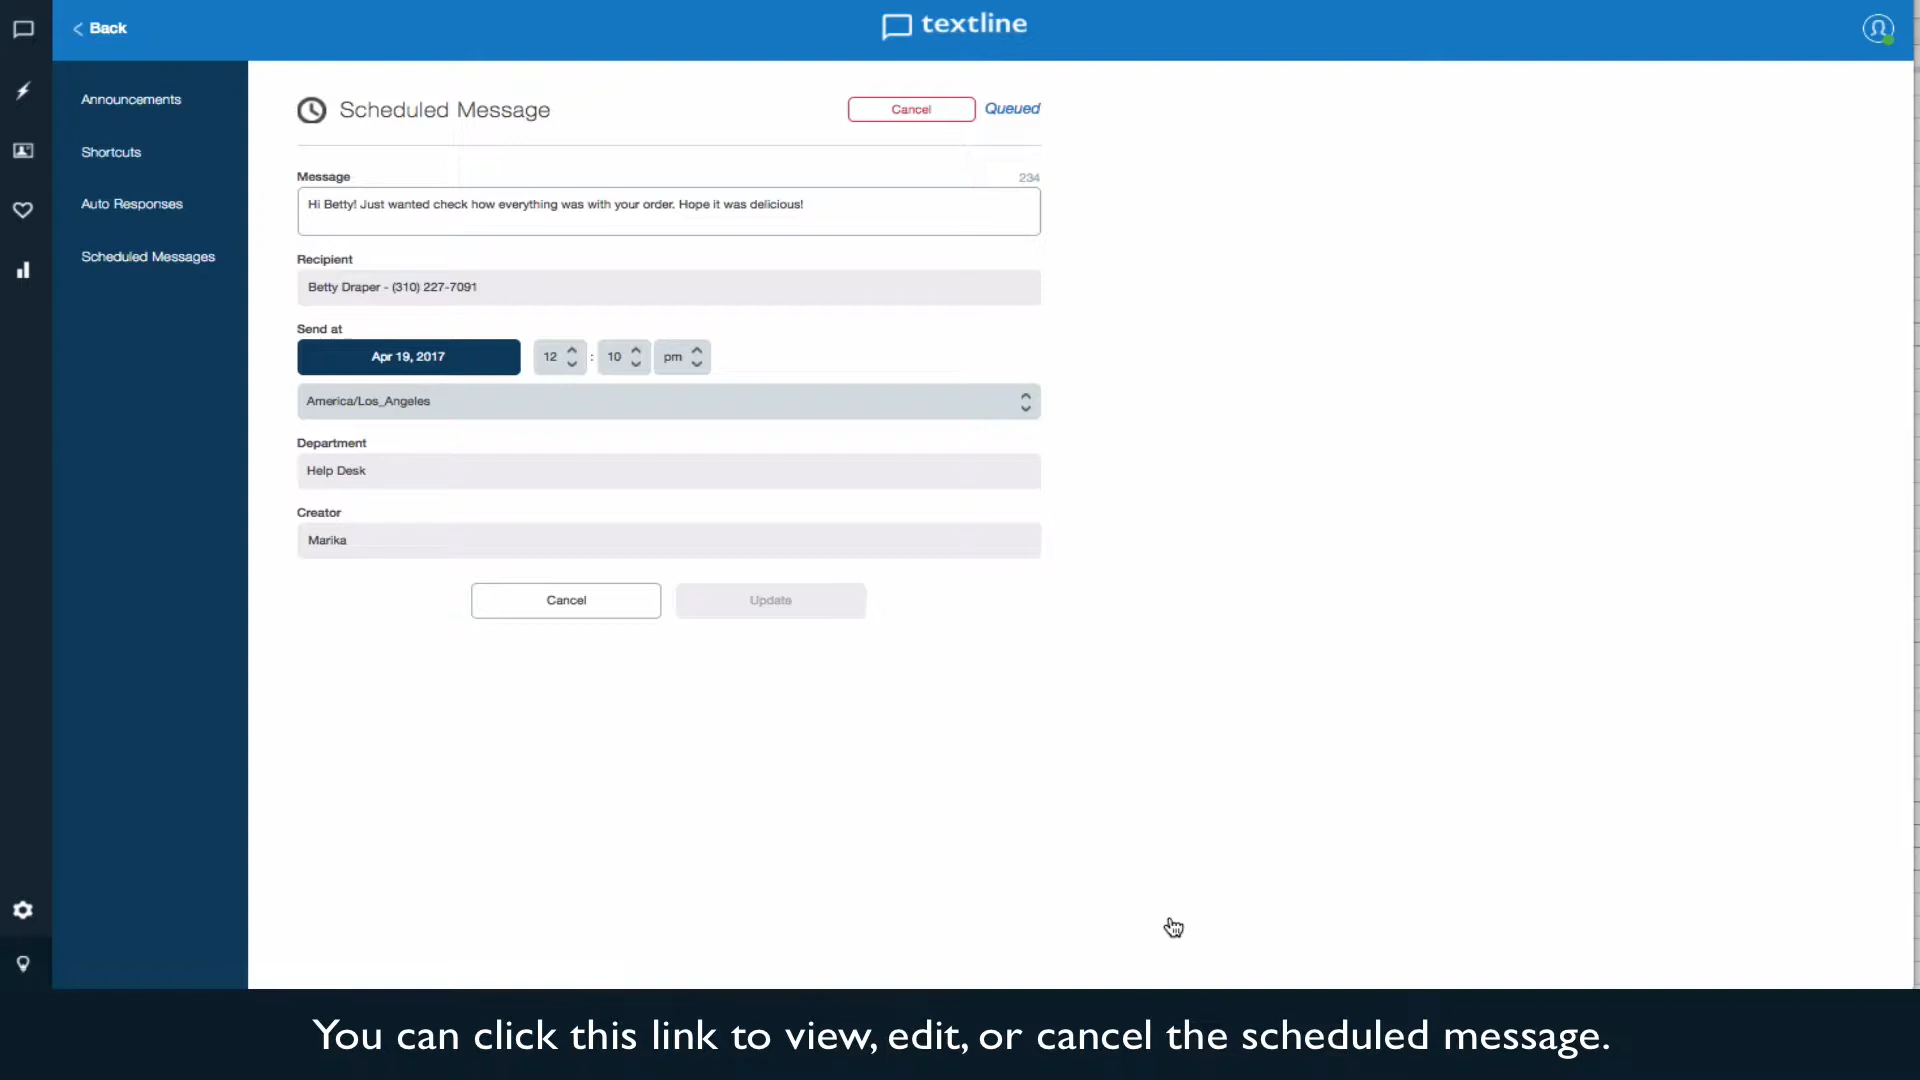 Back
textline
Announcements
Shortcuts
Auto Responses
Scheduled Messages
Scheduled Message
Cancel
Queued
Message
234
Hi Betty! Just wanted check how everything was with your order. Hope it was delicious!
Recipient
Betty Draper - (310) 227-7091
Send at
Apr 19, 2017
12 : 10 pm
America/Los_Angeles
Department
Help Desk
Creator
Marika
Cancel
Update
You can click this link to view, edit, or cancel the scheduled message.